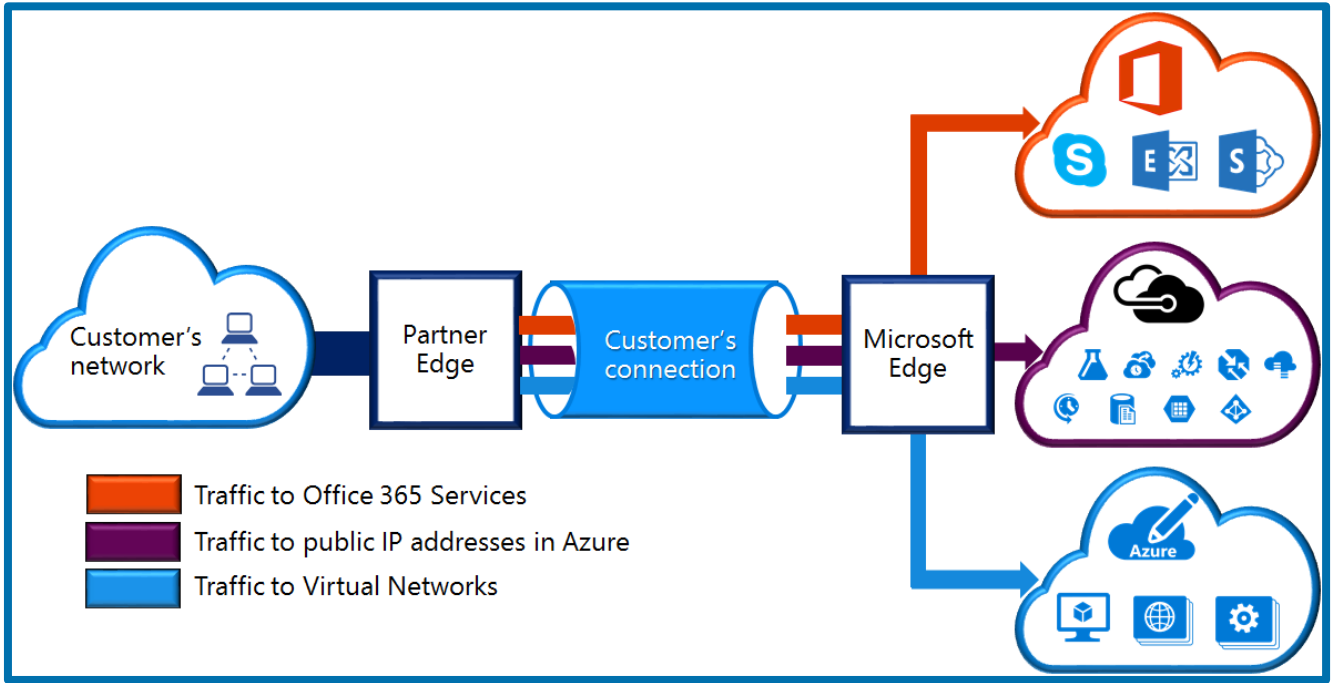 Customer's
network
Partner
Edge
Customer's
connection
Microsoft
Edge
S
E
S
Azure
Traffic to Office 365 Services
Traffic to public IP addresses in Azure
Traffic to Virtual Networks